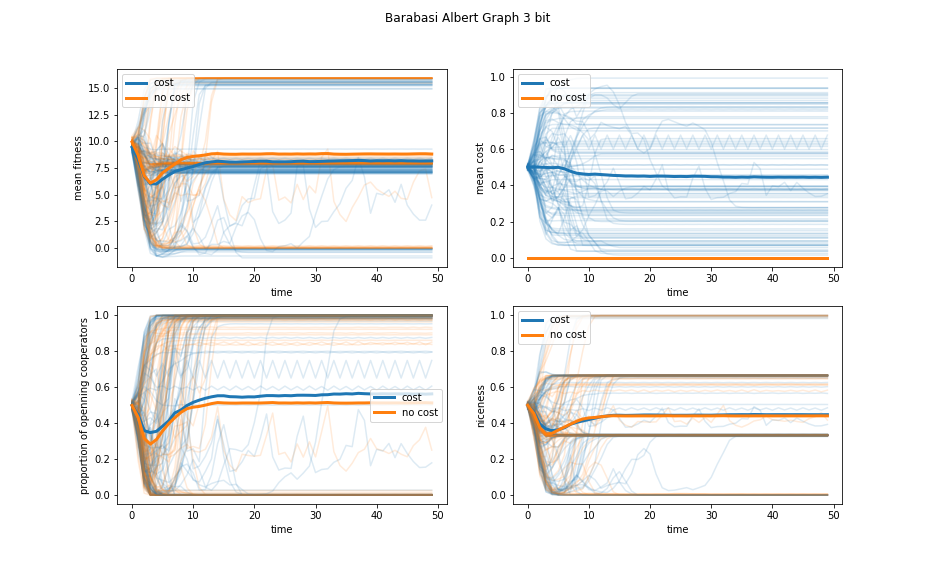 Barabasi Albert Graph 3 bit
mean fitness
15.0
12.5
10.0
7.5
5.0
2.5
0.0
cost
no cost
0 10 20 30 40 50
time
mean cost
1.0
0.8
0.6
0.4
0.2
0.0
cost
no cost
0 10 20 30 40 50
time
proportion of openning cooperators
1.0
0.8
0.6
0.4
0.2
0.0
cost
no cost
0 10 20 30 40 50
time
niceness
1.0
0.8
0.6
0.4
0.2
0.0
cost
no cost
0 10 20 30 40 50
time